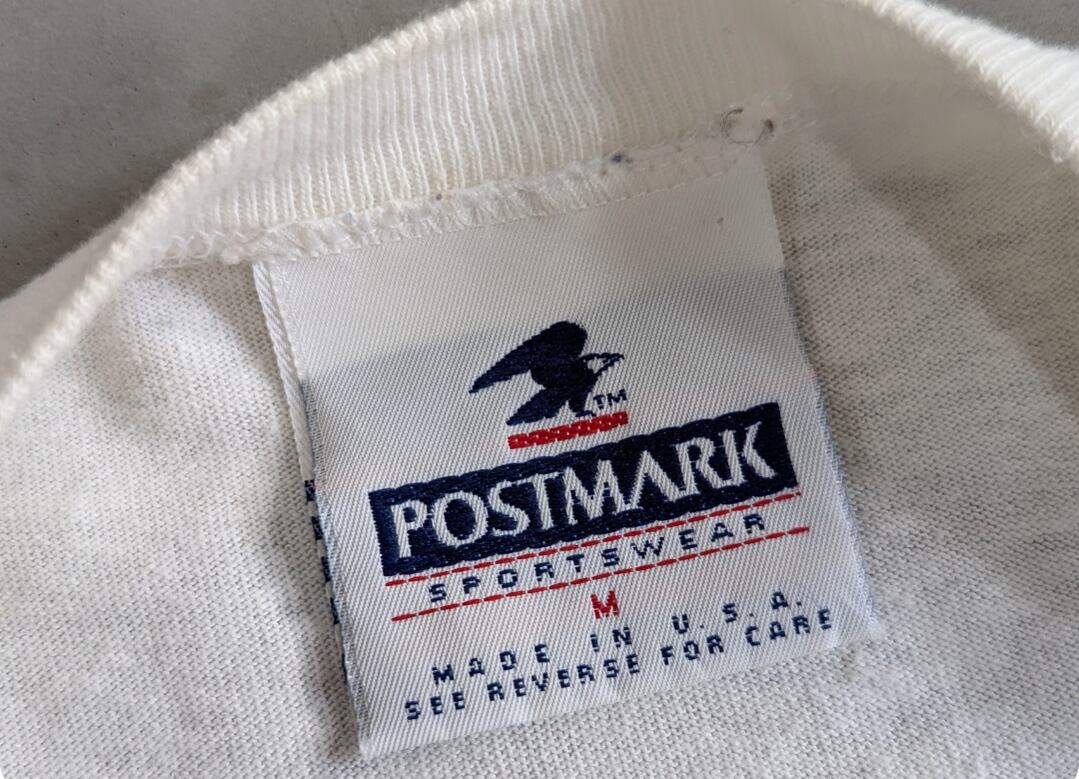 TM
POSTMARK
SPORTSWEAR
M
MADE IN U.S.A.
SEE REVERSE FOR CARE